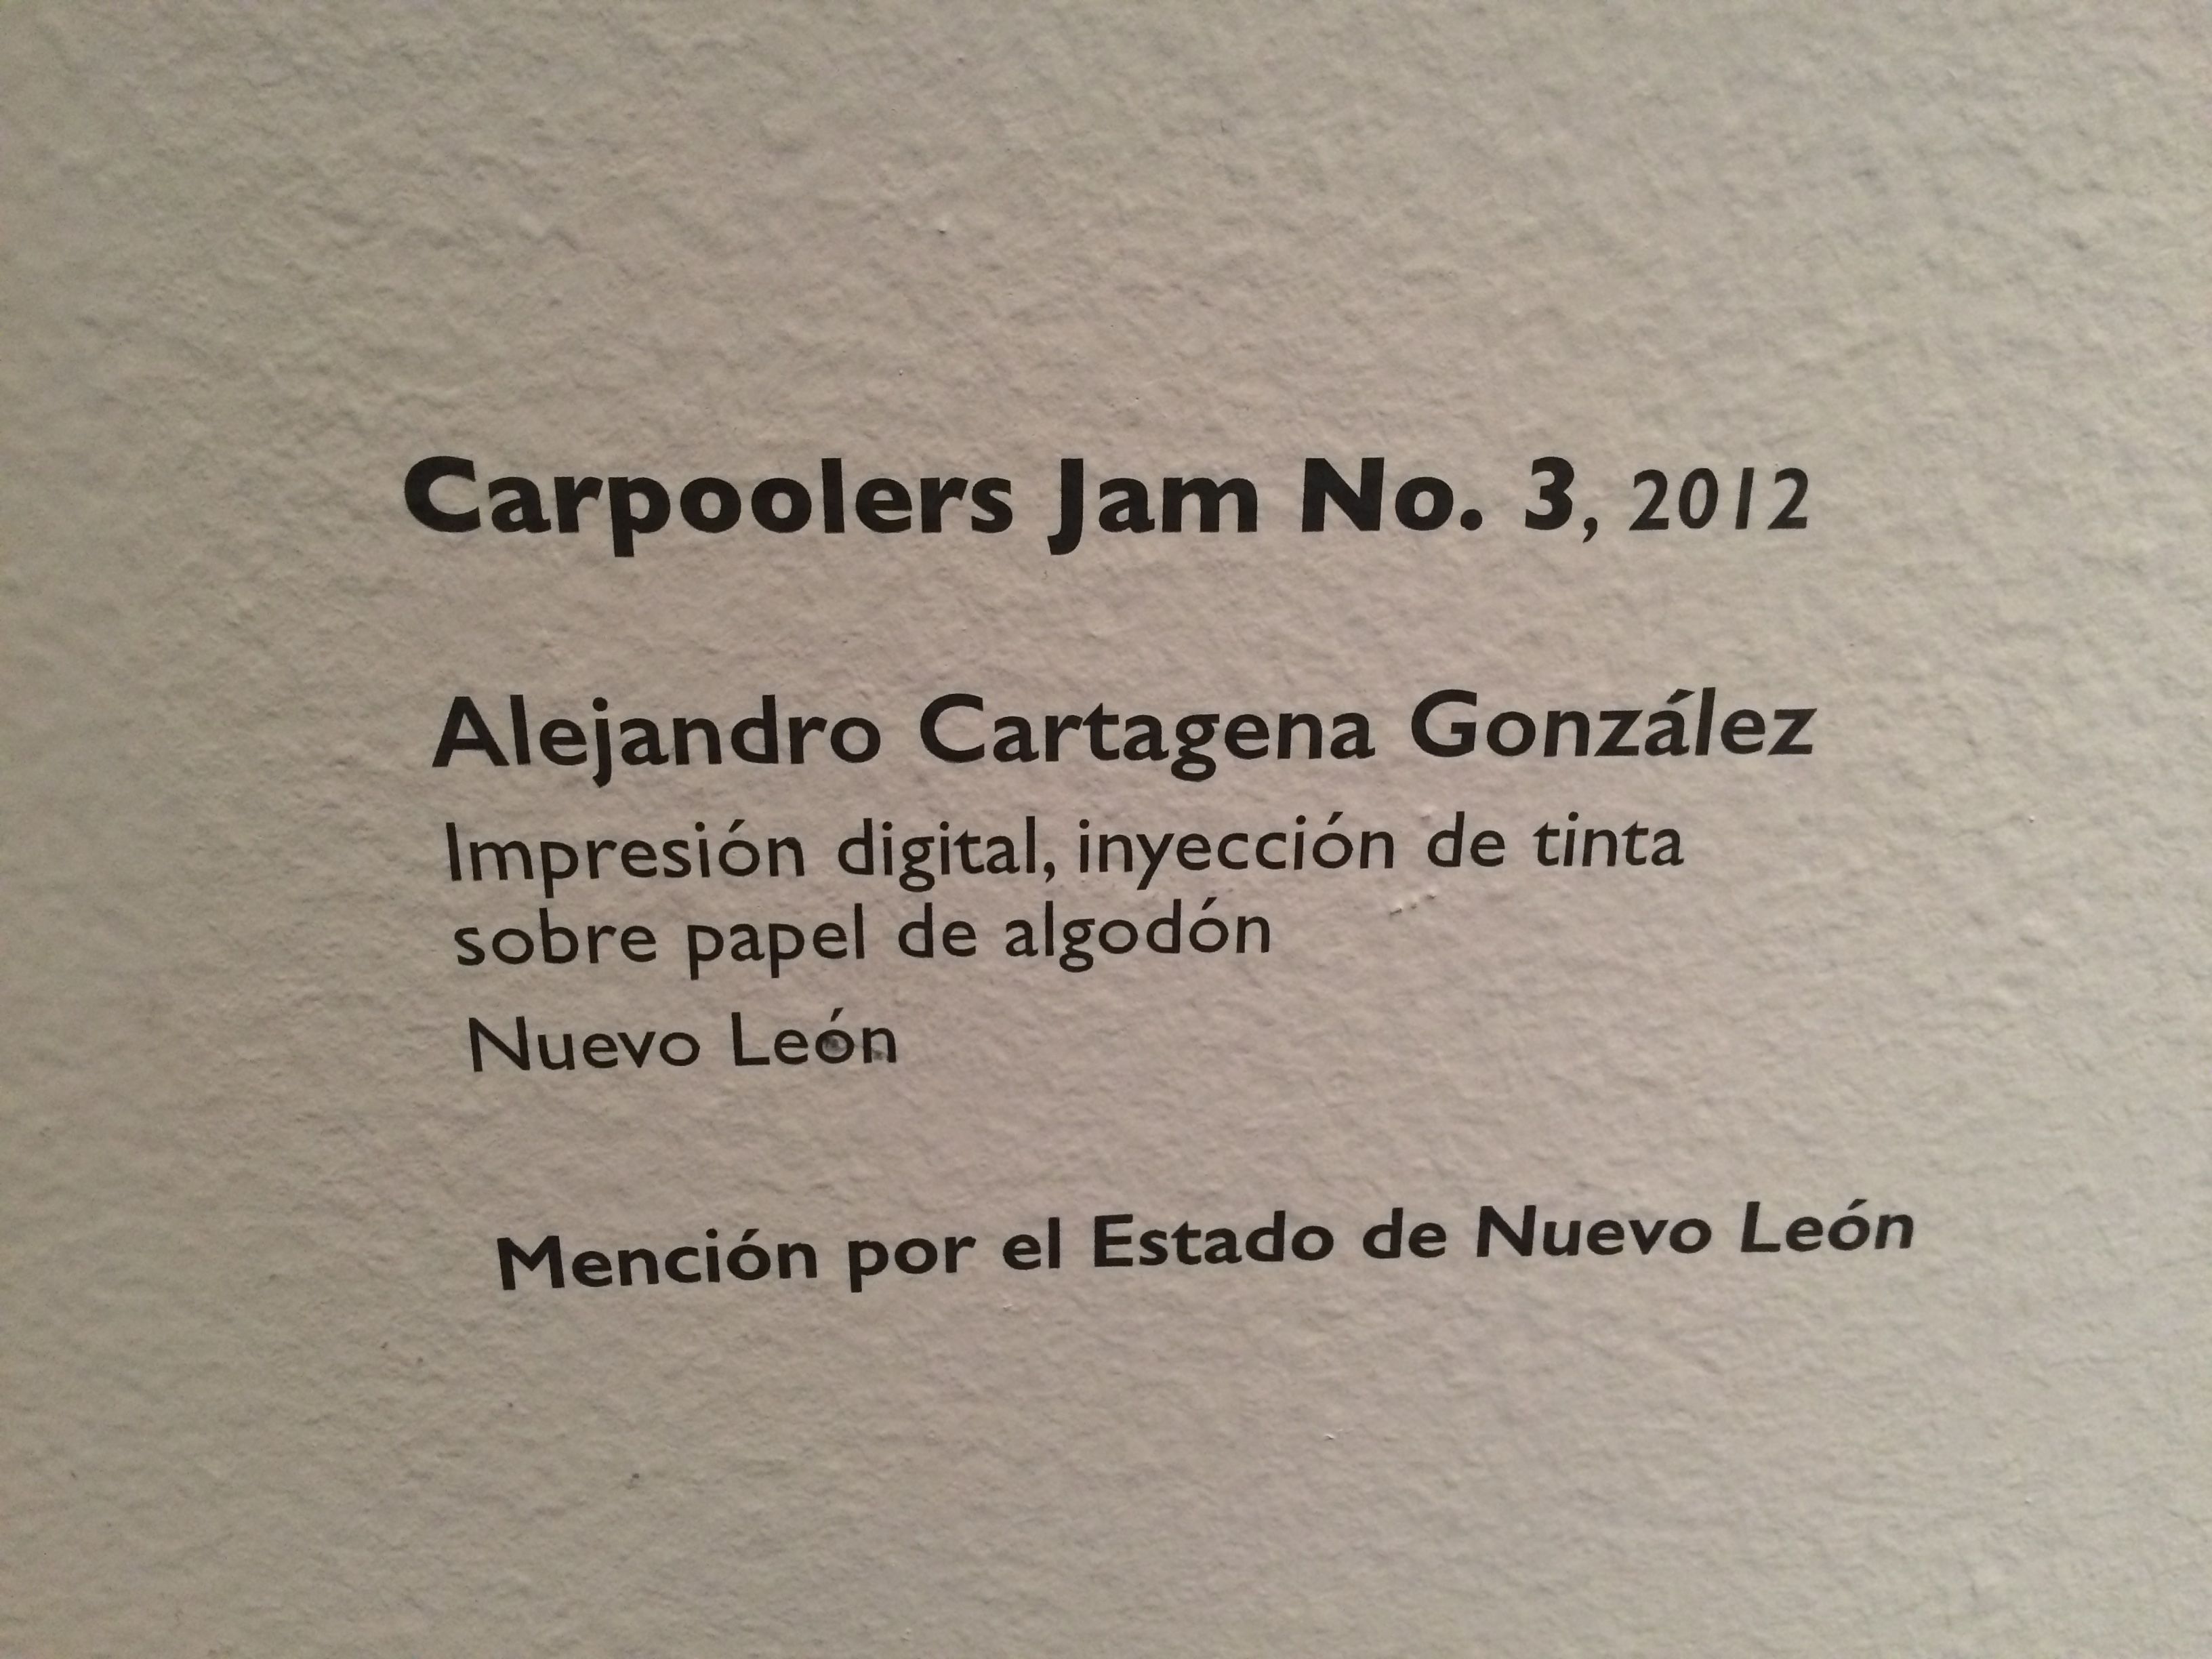 Carpoolers Jam No. 3, 2012
Alejandro Cartagena González
Impresión digital, inyección de tinta
sobre papel de algodón
Nuevo León
Mención por el Estado de Nuevo León